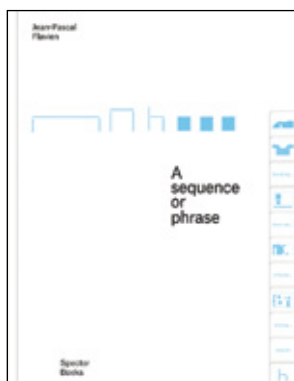 Jean-Pascal
Flavien
A
sequence
or
phrase
Spector
Books